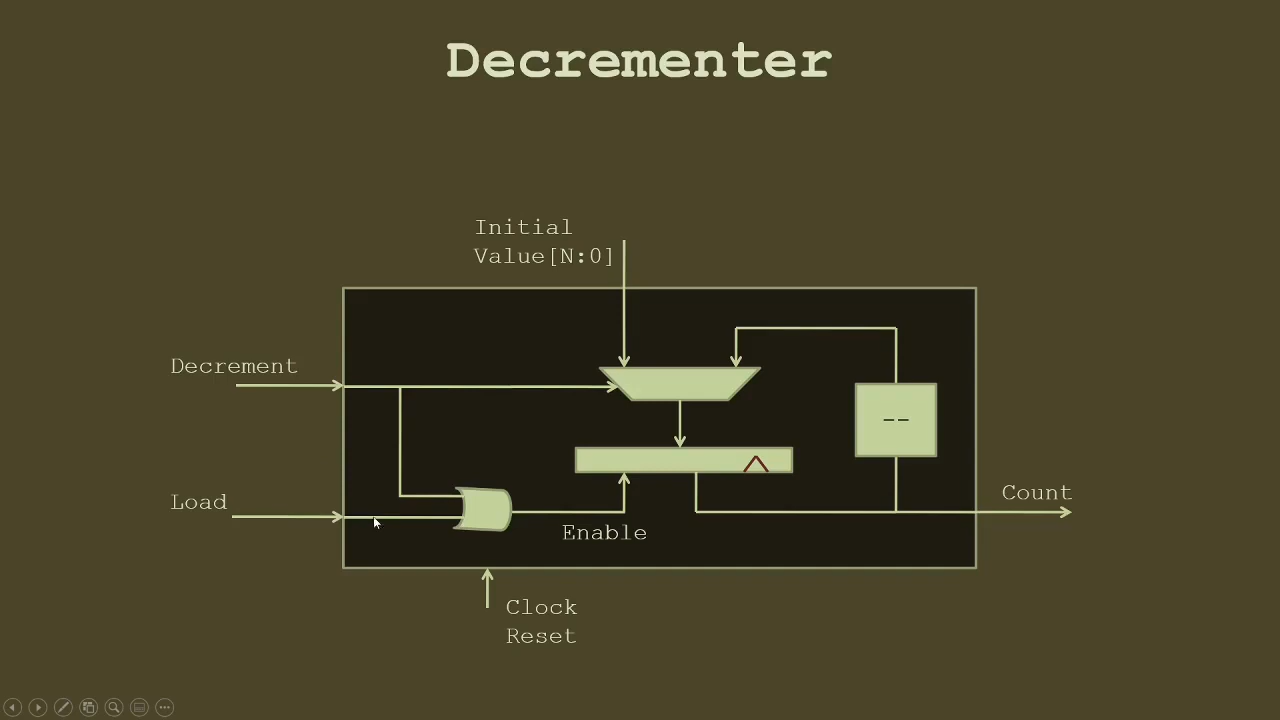 Decrementer
Initial
Value[N:0]
Decrement
--
Load
Count
Enable
Clock
Reset